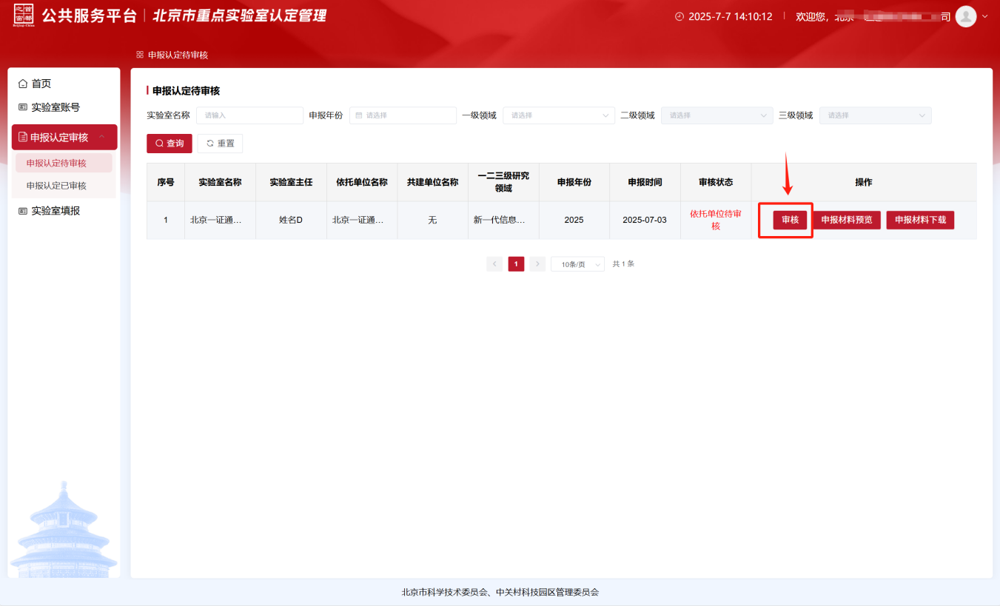 首都之窗
Beijing-China
公共服务平台
北京市重点实验室认定管理
2025-7-7 14:10:12
欢迎您, 北京 司
申报认定待审核
首页
实验室账号
申报认定审核
申报认定待审核
申报认定已审核
实验室填报
申报认定待审核
实验室名称 请输入 申报年份 请选择 一级领域 请选择 二级领域 请选择 三级领域 请选择
查询 重置
序号 实验室名称 实验室主任 依托单位名称 共建单位名称 一二三级研究领域 申报年份 申报时间 审核状态 操作
1 北京一证通... 姓名D 北京一证通... 无 新一代信息... 2025 2025-07-03 依托单位待审核 审核 申报材料预览 申报材料下载
1 10条/页 共 1 条
北京市科学技术委员会、中关村科技园区管理委员会